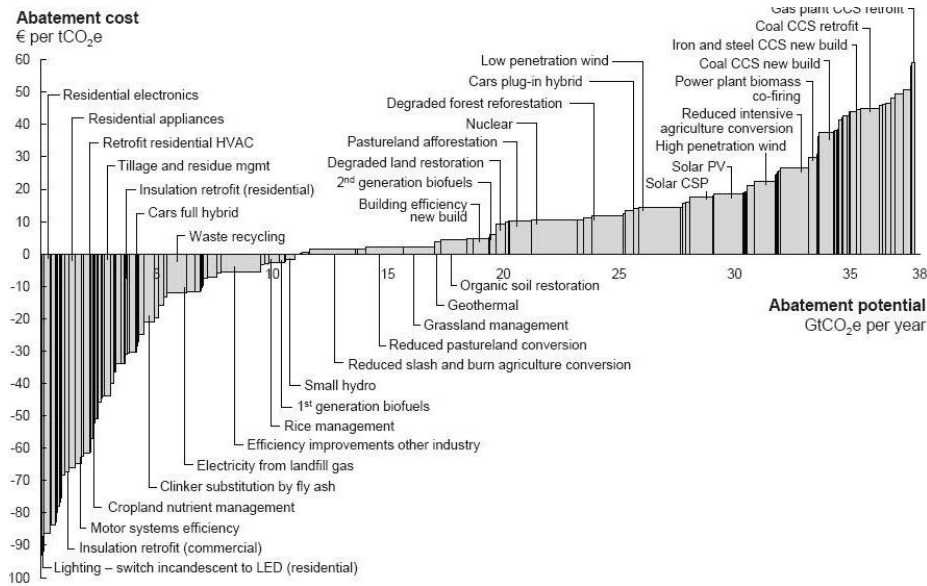 Abatement cost
€ per tCO₂e
60
50
40
30
20
10
0
-10
-20
-30
-40
-50
-60
-70
-80
-90
100
Gas plant CCS retrofit
Coal CCS retrofit
Iron and steel CCS new build
Coal CCS new build
Power plant biomass
co-firing
Reduced intensive
agriculture conversion
High penetration wind
Solar PV
Solar CSP
Low penetration wind
Cars plug-in hybrid
Degraded forest reforestation
Nuclear
Pastureland afforestation
Degraded land restoration
2nd generation biofuels
Building efficiency
new build
Residential electronics
Residential appliances
Retrofit residential HVAC
Tillage and residue mgmt
Insulation retrofit (residential)
Cars full hybrid
Waste recycling
5 10 15 20 25 30 35 38
Abatement potential
GtCO₂e per year
Organic soil restoration
Geothermal
Grassland management
Reduced pastureland conversion
Reduced slash and burn agriculture conversion
Small hydro
1st generation biofuels
Rice management
Efficiency improvements other industry
Electricity from landfill gas
Clinker substitution by fly ash
Cropland nutrient management
Motor systems efficiency
Insulation retrofit (commercial)
Lighting – switch incandescent to LED (residential)